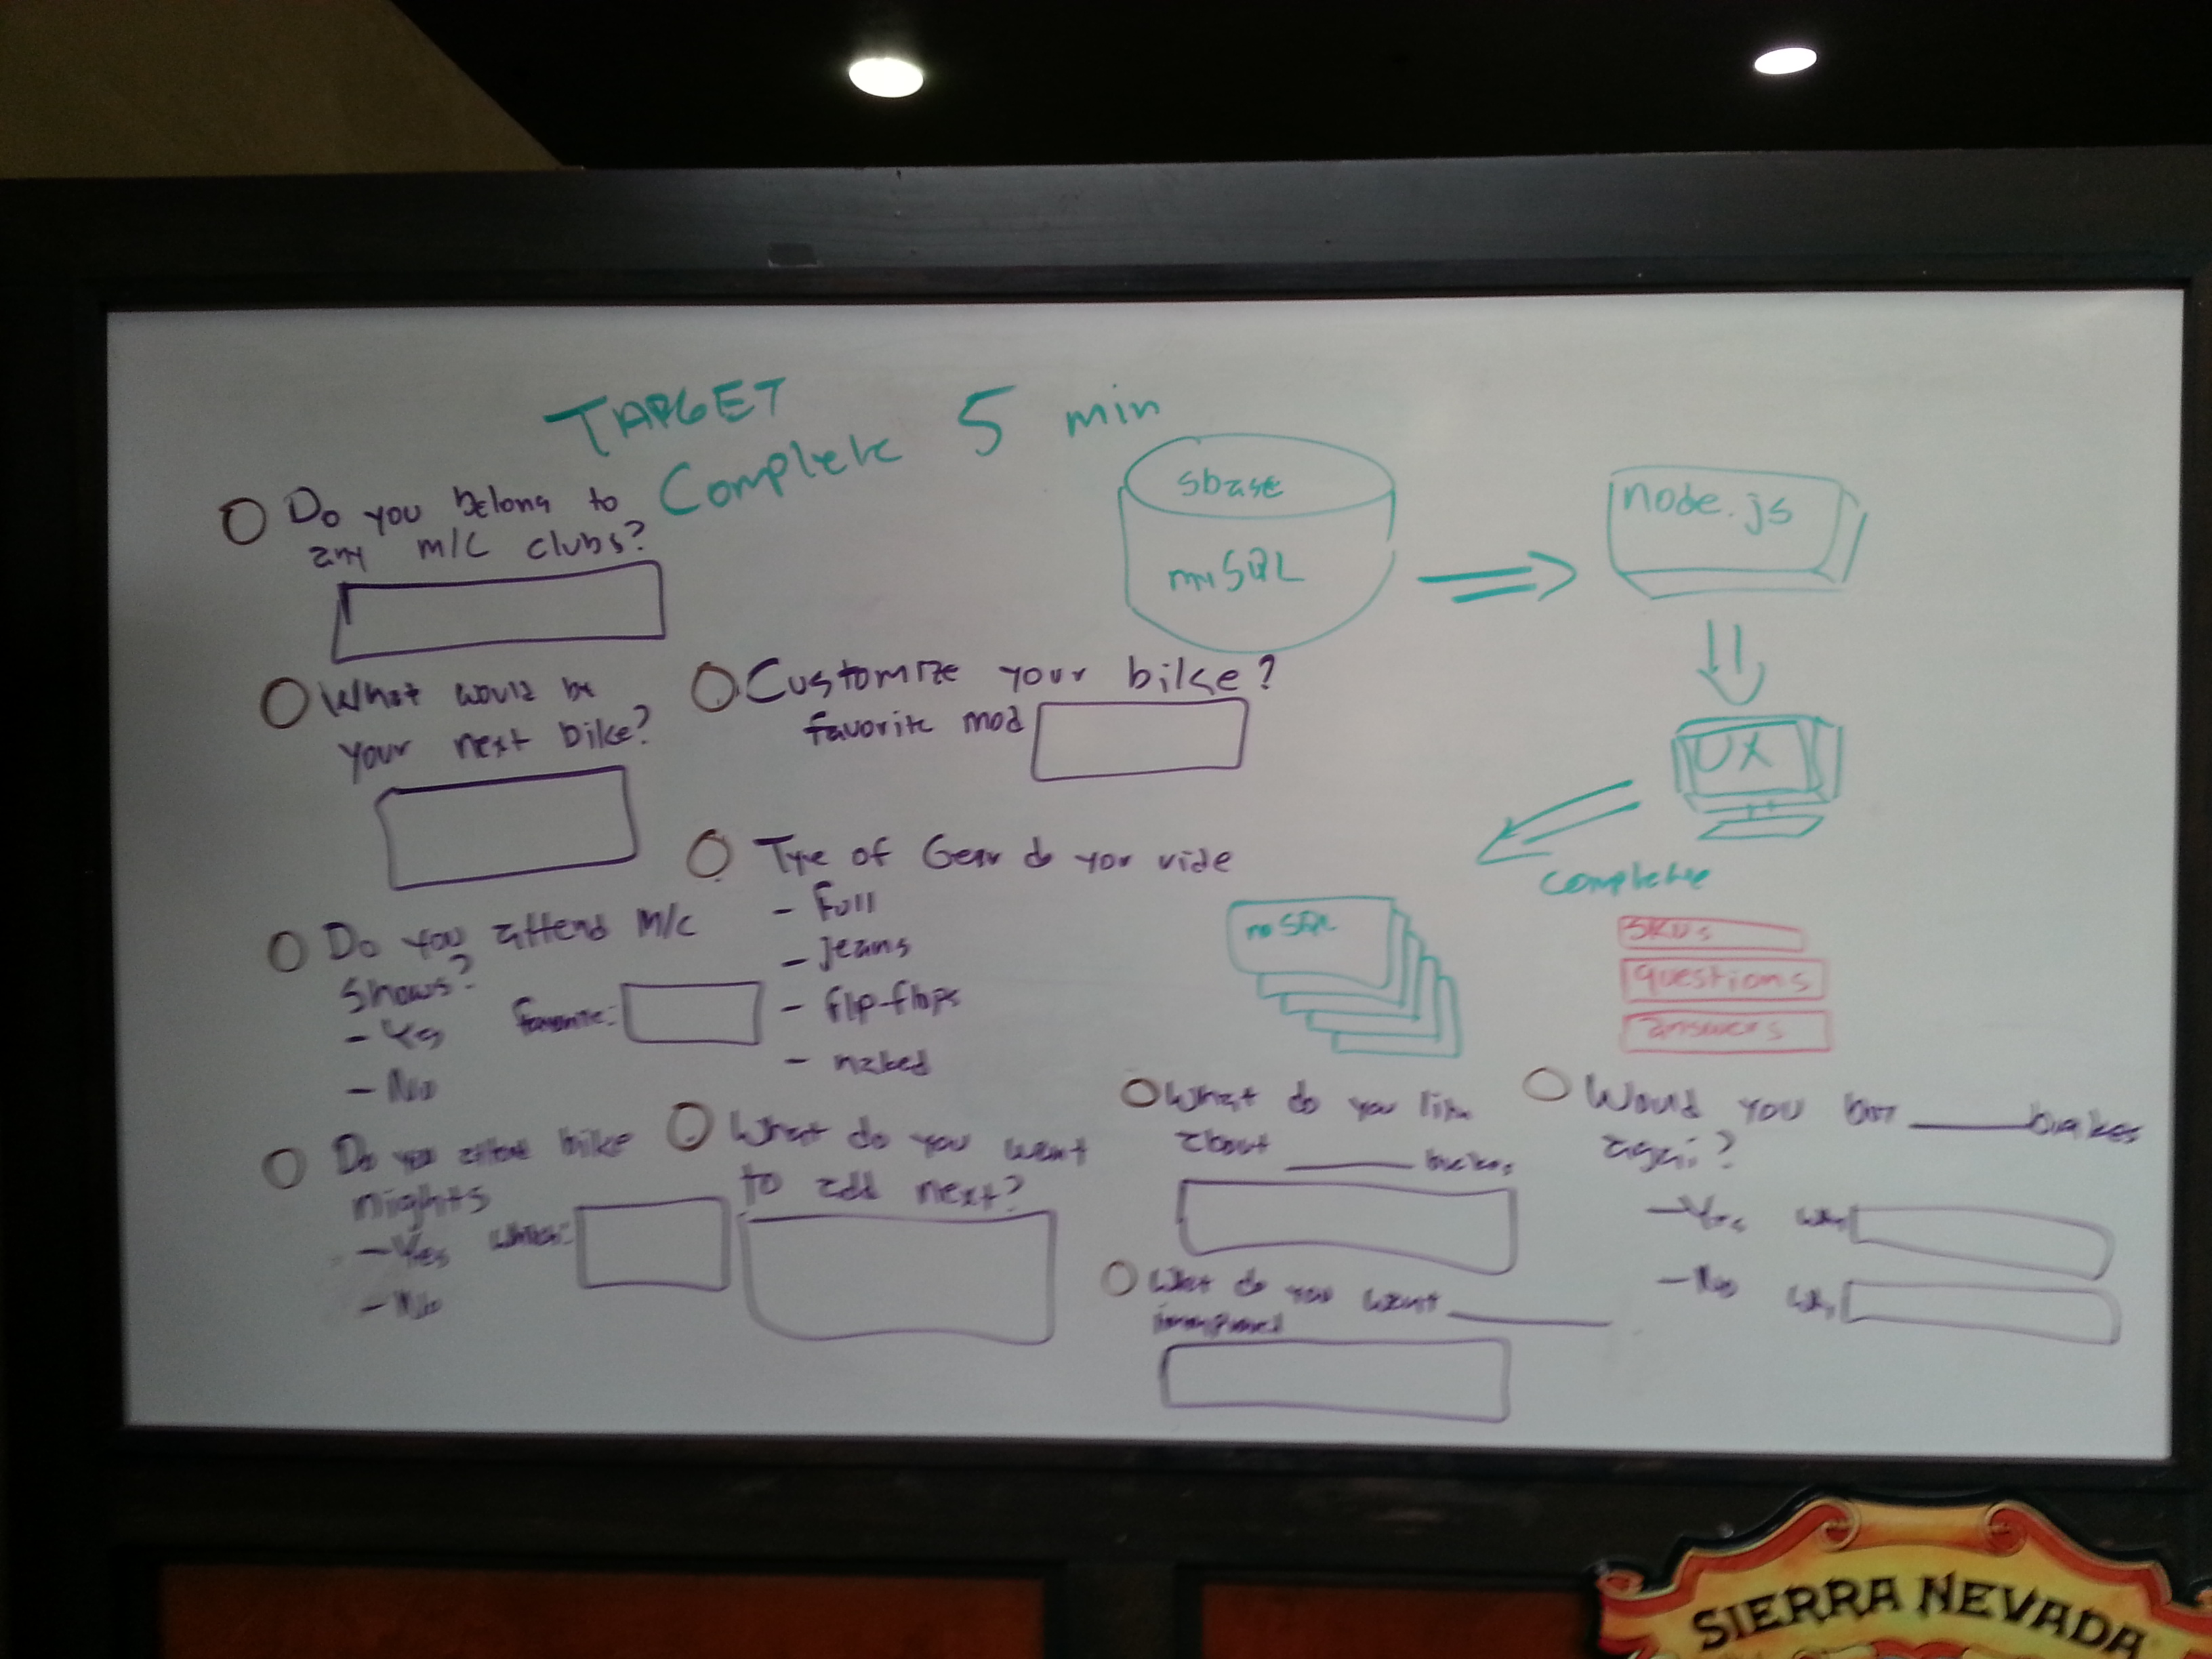 TARGET
Complete 5 min
Do you belong to
any m/c clubs?
What would be
your next bike?
Customize your bike?
favorite mod
Type of Gear do you ride
- Full
- jeans
- flip-flops
- naked
Do you attend m/c
shows?
- Yes favorite:
- No
Do you attend bike
nights
- Yes which:
- No
What do you want
to add next?
sbase
mySQL
node.js
UX
Complete
noSQL
SKUs
questions
answers
What do you like
about ______ brakes
What do you want ______
improved
Would you buy ______ brakes
again?
- Yes why
- No why
SIERRA NEVADA